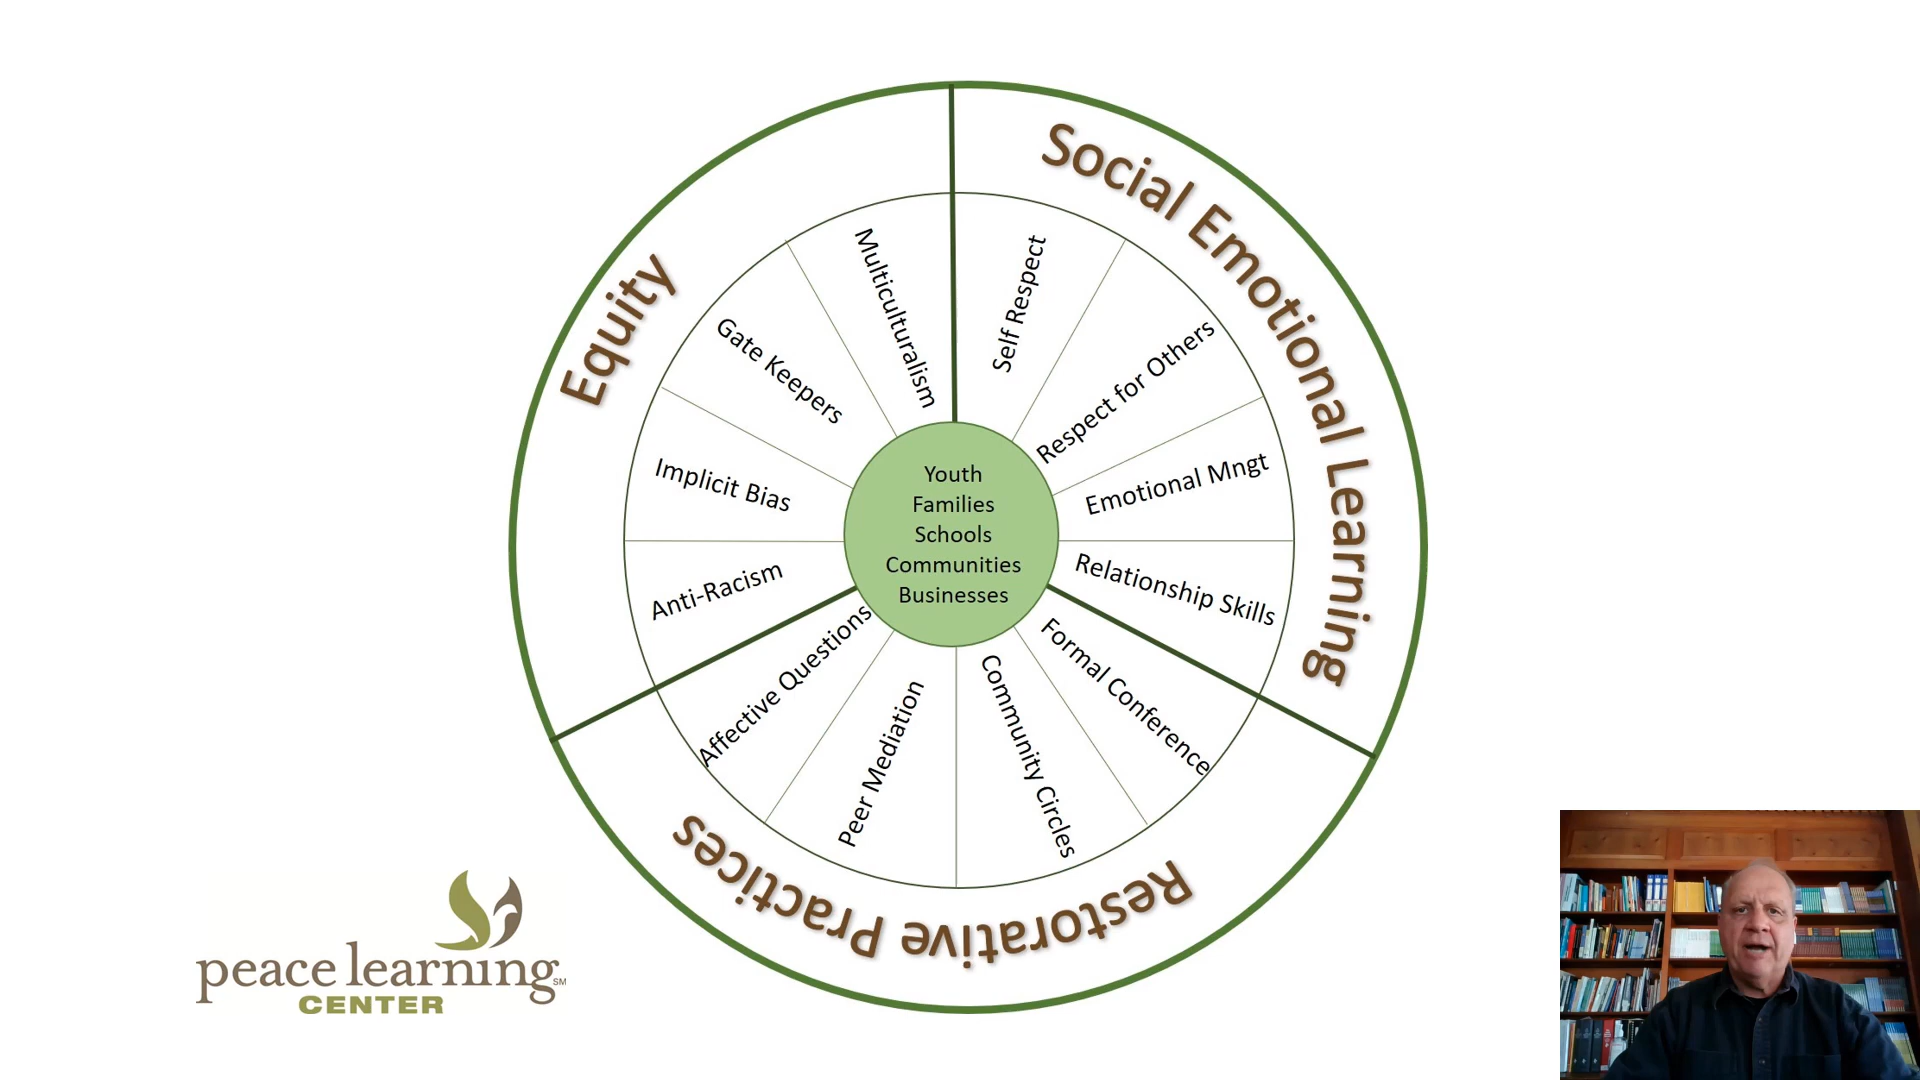 Social Emotional Learning
Self Respect
Respect for Others
Emotional Mngt
Relationship Skills
Restorative Practices
Formal Conference
Community Circles
Peer Mediation
Affective Questions
Equity
Anti-Racism
Implicit Bias
Gate Keepers
Multiculturalism
Youth
Families
Schools
Communities
Businesses
peace learning SM
CENTER